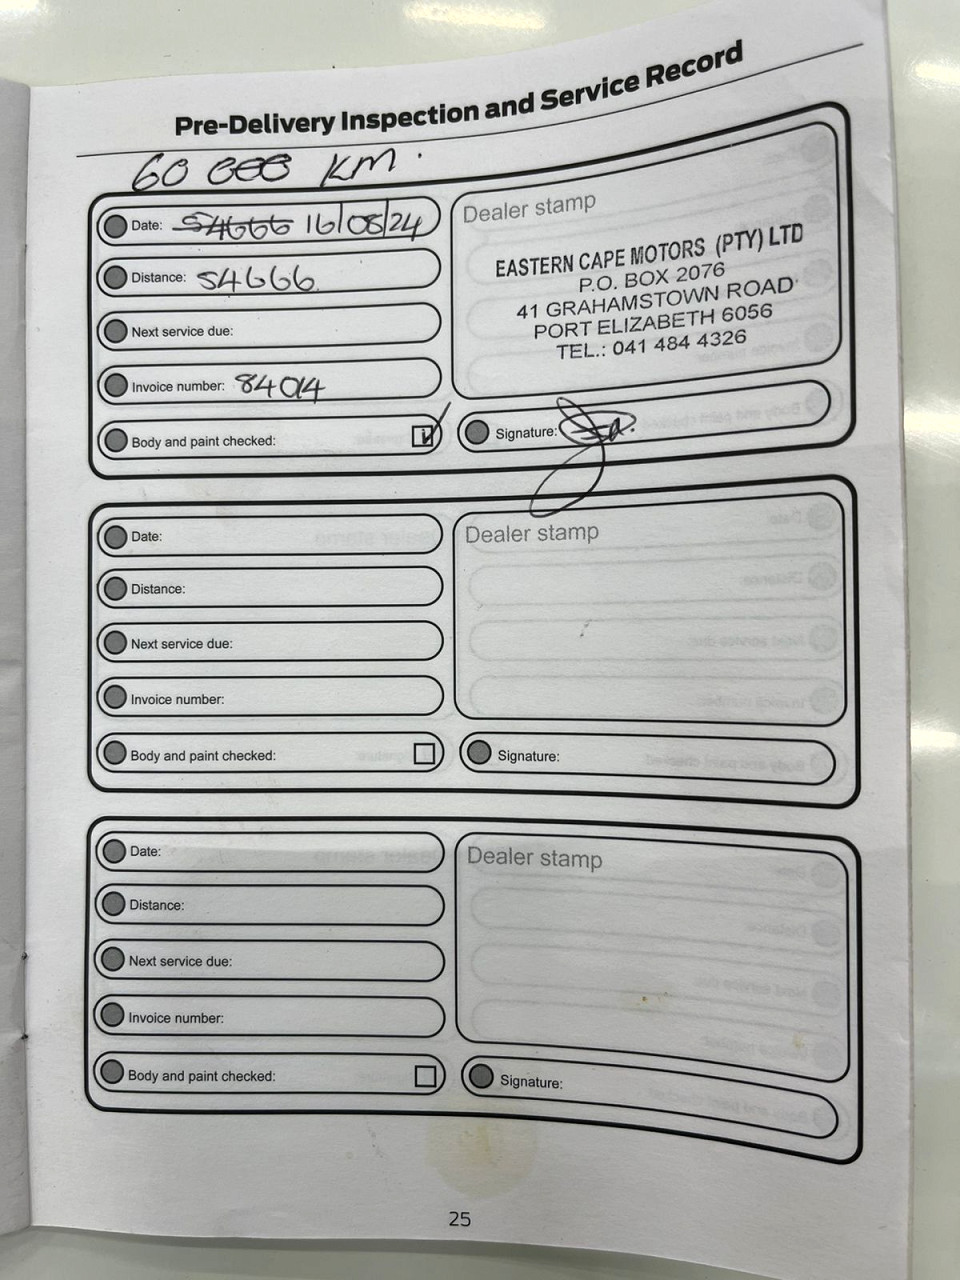 Pre-Delivery Inspection and Service Record
60 000 KM.
Date: 54666 16/08/24
Dealer stamp
EASTERN CAPE MOTORS (PTY) LTD
P.O. BOX 2076
41 GRAHAMSTOWN ROAD
PORT ELIZABETH 6056
TEL.: 041 484 4326
Distance: 54666
Next service due:
Invoice number: 84014
Body and paint checked:
Signature:
Date:
Dealer stamp
Distance:
Next service due:
Invoice number:
Body and paint checked:
Signature:
Date:
Dealer stamp
Distance:
Next service due:
Invoice number:
Body and paint checked:
Signature:
25